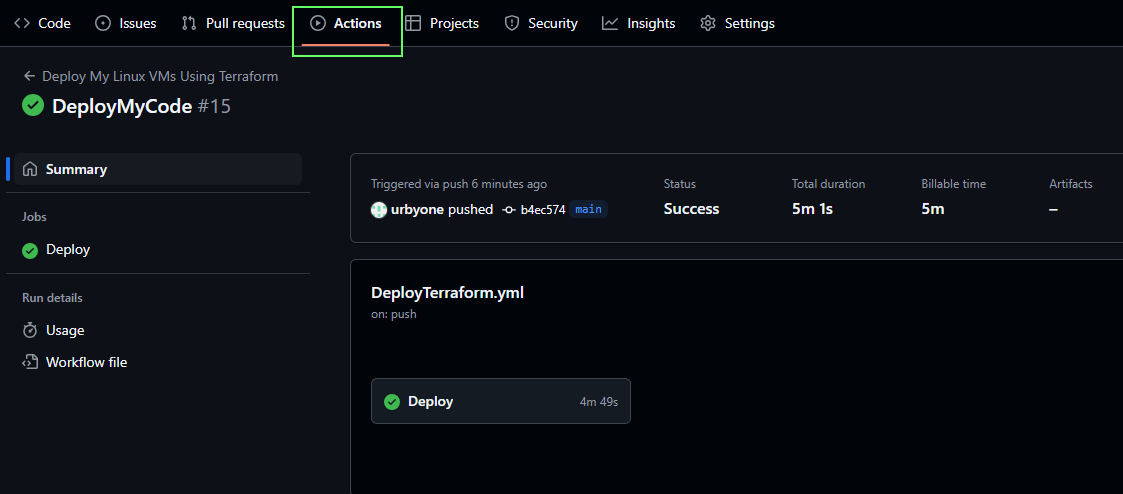 Code Issues Pull requests Actions Projects Security Insights Settings
Deploy My Linux VMs Using Terraform
DeployMyCode #15
Summary
Jobs
Deploy
Run details
Usage
Workflow file
Triggered via push 6 minutes ago
urbyone pushed b4ec574 main
Status
Success
Total duration
5m 1s
Billable time
5m
Artifacts
–
DeployTerraform.yml
on: push
Deploy 4m 49s